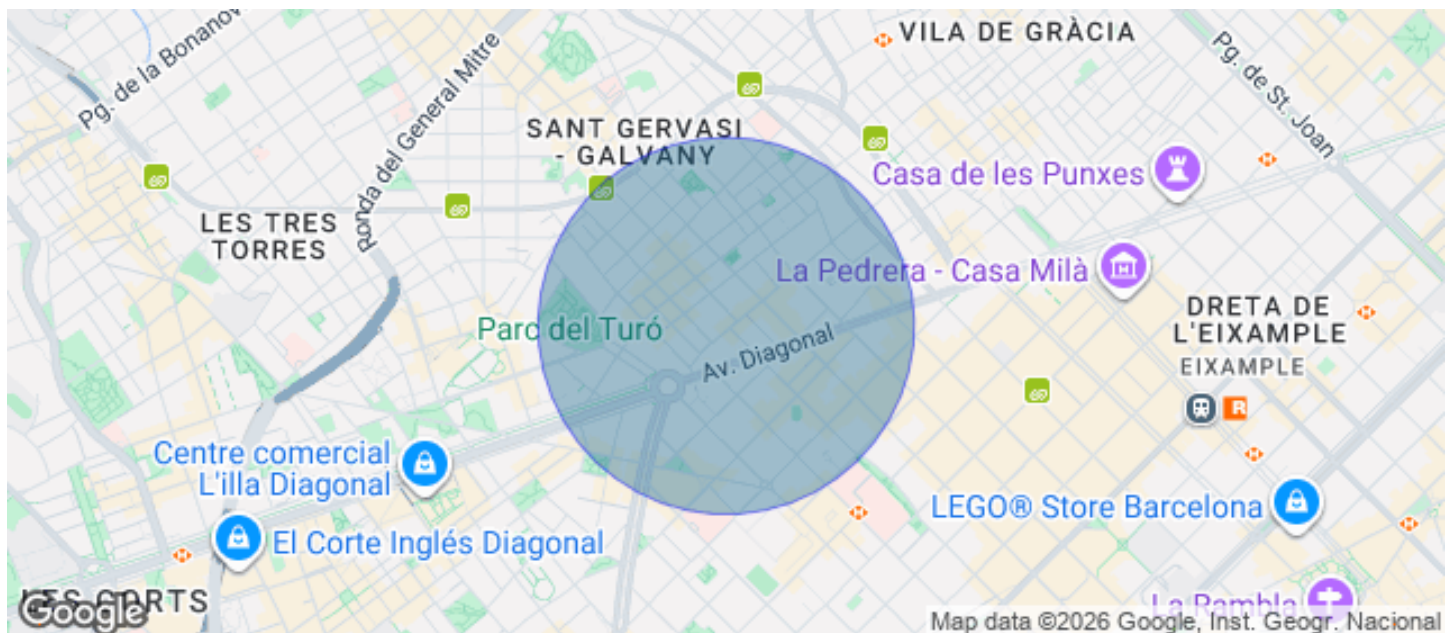 Pg. de la Bonanov
Ronda del General Mitre
VILA DE GRÀCIA
Pg. de St. Joan
SANT GERVASI
- GALVANY
Casa de les Punxes
LES TRES
TORRES
La Pedrera - Casa Milà
DRETA DE
L'EIXAMPLE
EIXAMPLE
R
Parc del Turó
Av. Diagonal
Centre comercial
L'illa Diagonal
LEGO® Store Barcelona
El Corte Inglés Diagonal
LES CORTS
Google
La Rambla
Map data ©2026 Google, Inst. Geogr. Nacional